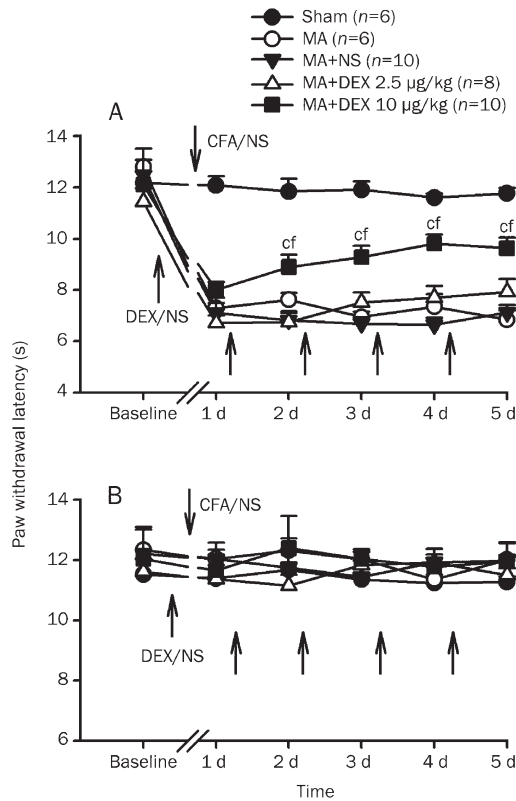 Sham (n=6)
MA (n=6)
MA+NS (n=10)
MA+DEX 2.5 μg/kg (n=8)
MA+DEX 10 μg/kg (n=10)
A
CFA/NS
14
12
10
8
6
4
cf
cf
cf
cf
DEX/NS
Baseline
1 d
2 d
3 d
4 d
5 d
Paw withdrawal latency (s)
B
CFA/NS
14
12
10
8
6
DEX/NS
Baseline
1 d
2 d
3 d
4 d
5 d
Time